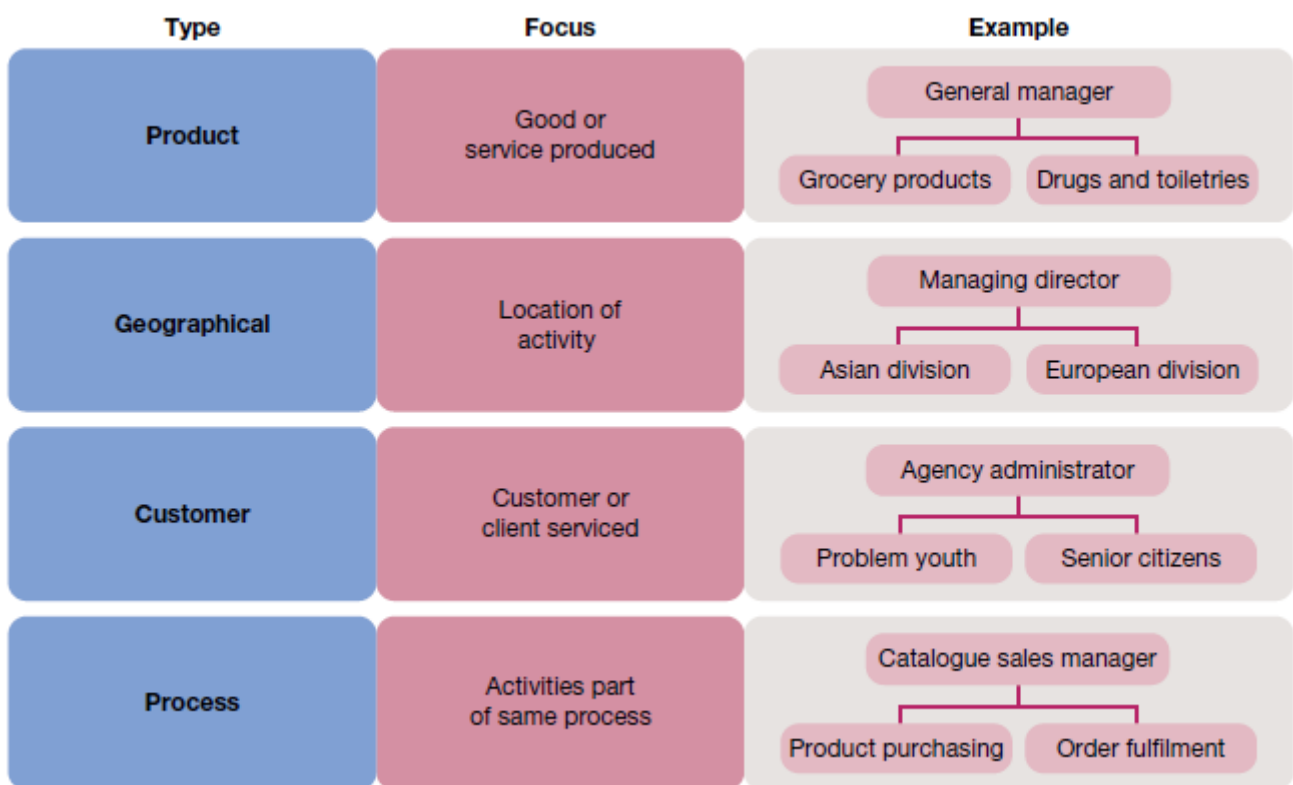 Type Focus Example
Product
Good or
service produced
General manager
Grocery products Drugs and toiletries
Geographical
Location of
activity
Managing director
Asian division European division
Customer
Customer or
client serviced
Agency administrator
Problem youth Senior citizens
Process
Activities part
of same process
Catalogue sales manager
Product purchasing Order fulfilment